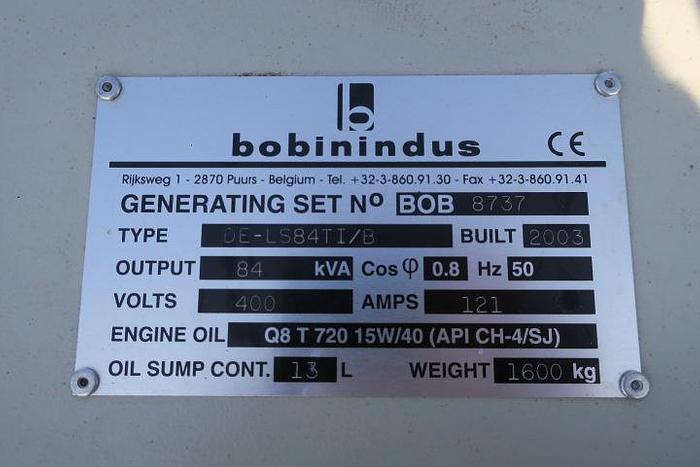 b
bobinindus CE
Rijksweg 1 - 2870 Puurs - Belgium - Tel. +32-3-860.91.30 - Fax +32-3-860.91.41
GENERATING SET Nº BOB 8737
TYPE DE-LS84TI/B BUILT 2003
OUTPUT 84 kVA Cos φ 0.8 Hz 50
VOLTS 400 AMPS 121
ENGINE OIL Q8 T 720 15W/40 (API CH-4/SJ)
OIL SUMP CONT. 13 L WEIGHT 1600 kg